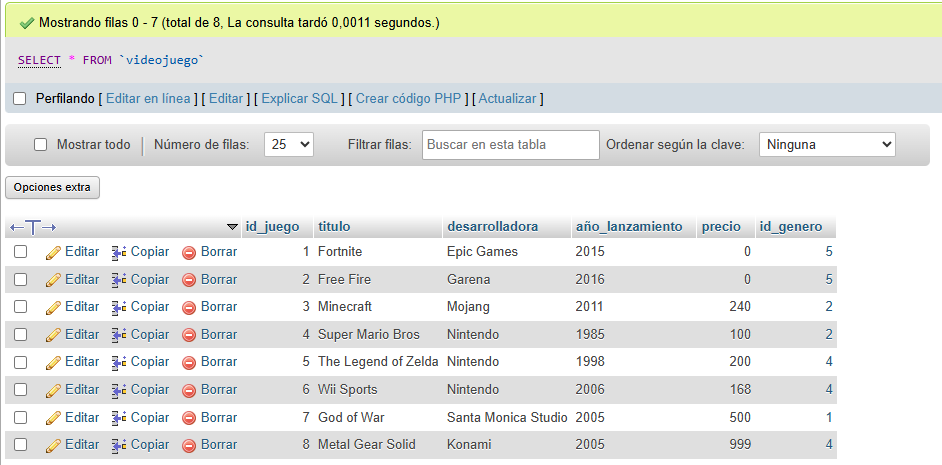 Mostrando filas 0 - 7 (total de 8, La consulta tardó 0,0011 segundos.)
SELECT * FROM `videojuego`
Perfilando [ Editar en línea ] [ Editar ] [ Explicar SQL ] [ Crear código PHP ] [ Actualizar ]
Mostrar todo | Número de filas: 25 Filtrar filas: Buscar en esta tabla Ordenar según la clave: Ninguna
Opciones extra
←T→ id_juego titulo desarrolladora año_lanzamiento precio id_genero
Editar Copiar Borrar 1 Fortnite Epic Games 2015 0 5
Editar Copiar Borrar 2 Free Fire Garena 2016 0 5
Editar Copiar Borrar 3 Minecraft Mojang 2011 240 2
Editar Copiar Borrar 4 Super Mario Bros Nintendo 1985 100 2
Editar Copiar Borrar 5 The Legend of Zelda Nintendo 1998 200 4
Editar Copiar Borrar 6 Wii Sports Nintendo 2006 168 4
Editar Copiar Borrar 7 God of War Santa Monica Studio 2005 500 1
Editar Copiar Borrar 8 Metal Gear Solid Konami 2005 999 4